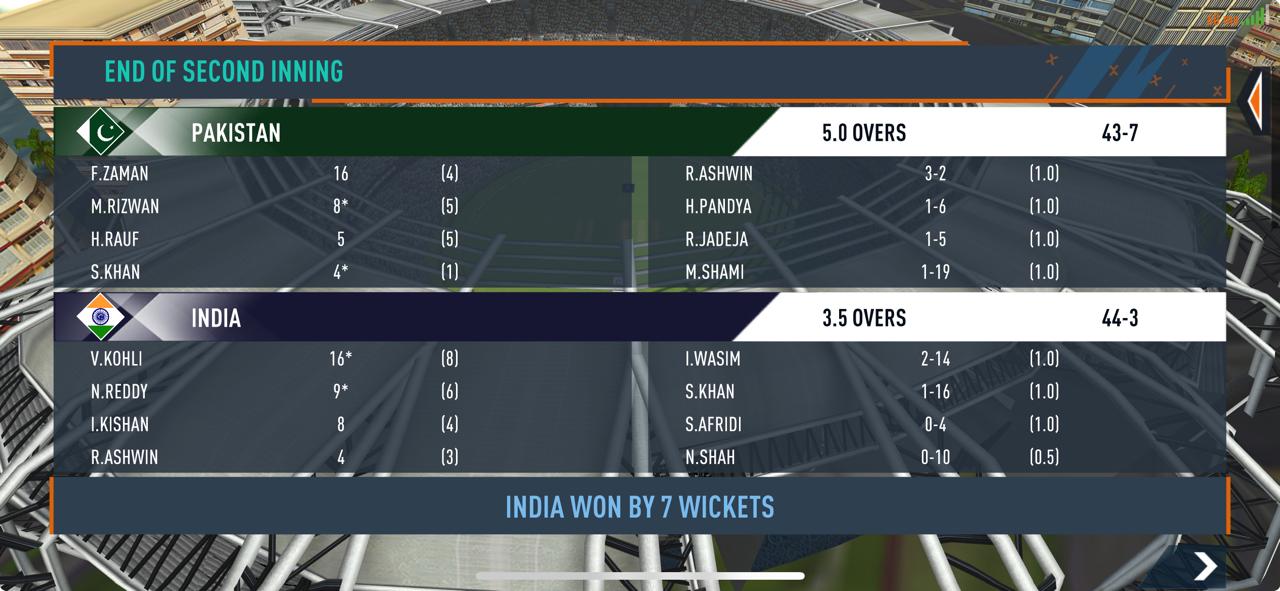 END OF SECOND INNING
PAKISTAN 5.0 OVERS 43-7
F.ZAMAN 16 (4) R.ASHWIN 3-2 (1.0)
M.RIZWAN 8* (5) H.PANDYA 1-6 (1.0)
H.RAUF 5 (5) R.JADEJA 1-5 (1.0)
S.KHAN 4* (1) M.SHAMI 1-19 (1.0)
INDIA 3.5 OVERS 44-3
V.KOHLI 16* (8) I.WASIM 2-14 (1.0)
N.REDDY 9* (6) S.KHAN 1-16 (1.0)
I.KISHAN 8 (4) S.AFRIDI 0-4 (1.0)
R.ASHWIN 4 (3) N.SHAH 0-10 (0.5)
INDIA WON BY 7 WICKETS